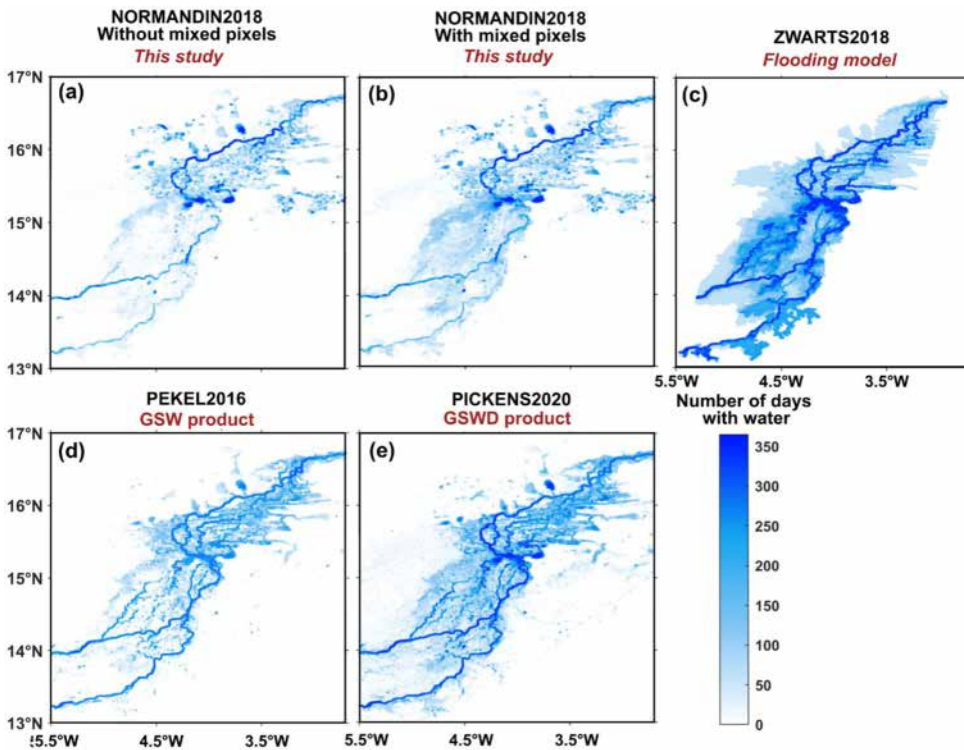 NORMANDIN2018
Without mixed pixels
This study
NORMANDIN2018
With mixed pixels
This study
ZWARTS2018
Flooding model
17°N
16°N
15°N
14°N
13°N
(a)
(b)
(c)
5.5°W
4.5°W
3.5°W
PEKEL2016
GSW product
PICKENS2020
GSWD product
Number of days
with water
17°N
16°N
15°N
14°N
13°N
(d)
(e)
350
300
250
200
150
100
50
0
5.5°W
4.5°W
3.5°W
5.5°W
4.5°W
3.5°W